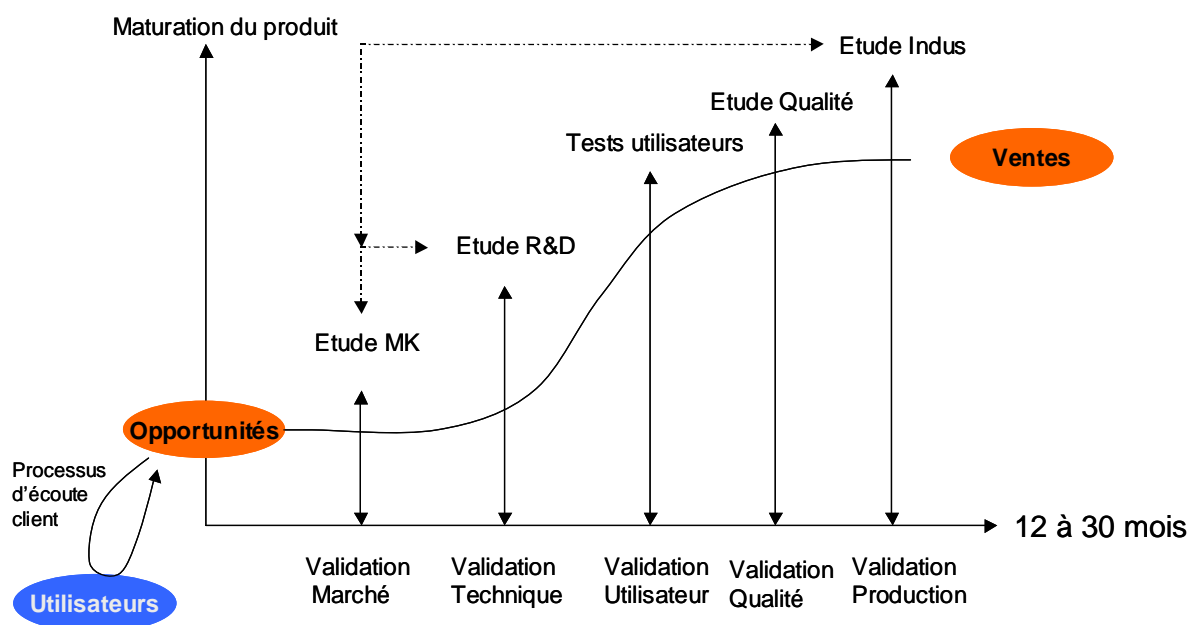 Maturation du produit
Etude Indus
Etude Qualité
Tests utilisateurs
Ventes
Etude R&D
Etude MK
Opportunités
Processus
d'écoute
client
Utilisateurs
12 à 30 mois
Validation
Marché
Validation
Technique
Validation
Utilisateur
Validation
Qualité
Validation
Production